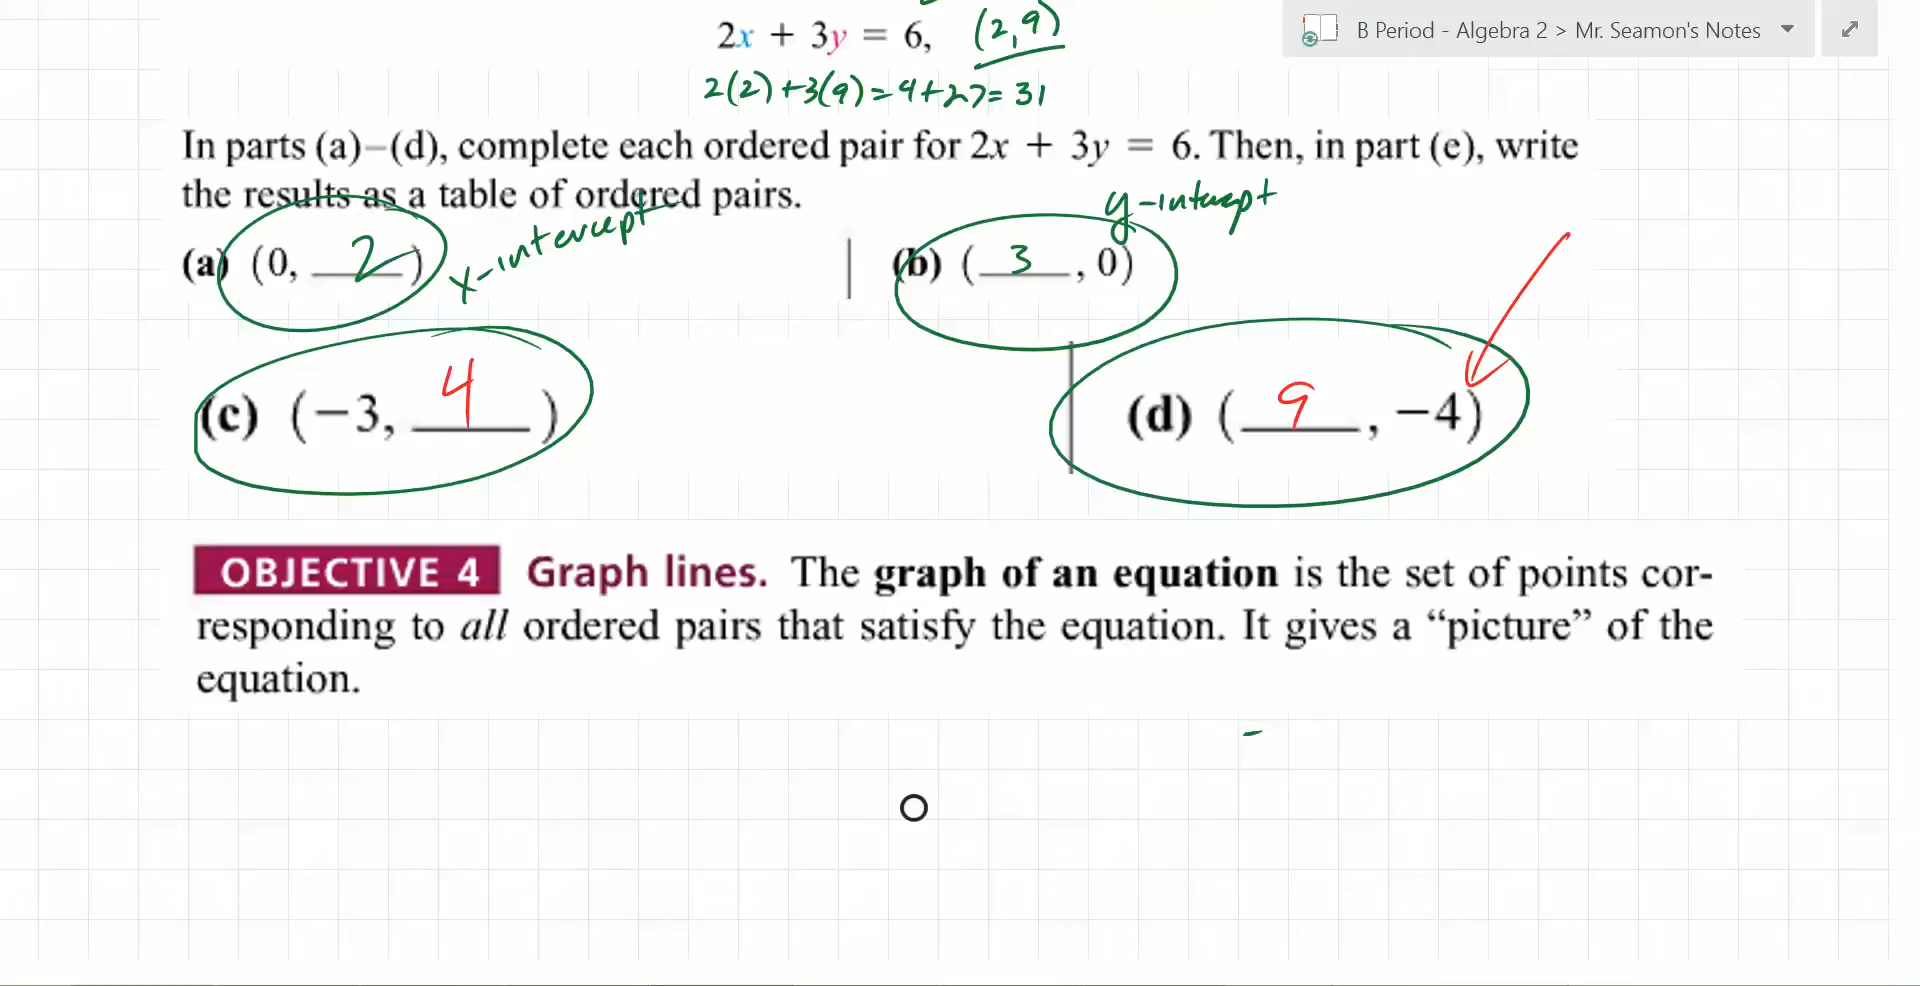 2x + 3y = 6, (2,9)
B Period - Algebra 2 > Mr. Seamon's Notes
2(2)+3(9)=4+27=31
In parts (a)–(d), complete each ordered pair for 2x + 3y = 6. Then, in part (e), write
the results as a table of ordered pairs.
y-intercept
x-intercept
(a) (0, 2)
(b) (3, 0)
(c) (−3, 4)
(d) (9, −4)
OBJECTIVE 4 Graph lines. The graph of an equation is the set of points cor-
responding to all ordered pairs that satisfy the equation. It gives a “picture” of the
equation.